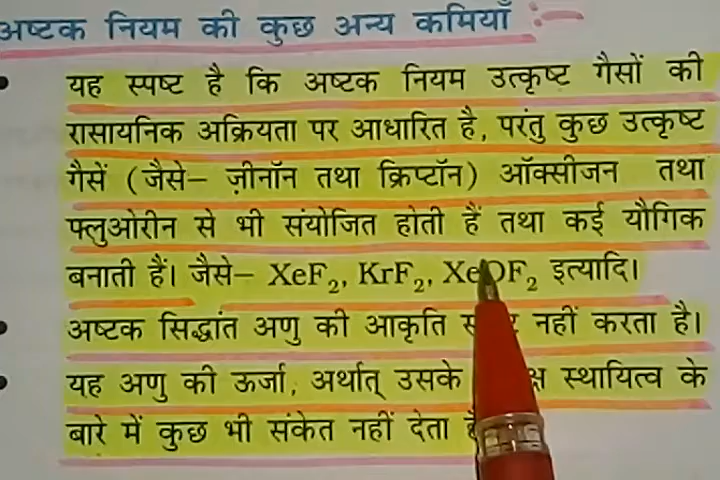 अष्टक नियम की कुछ अन्य कमियाँ :-
• यह स्पष्ट है कि अष्टक नियम उत्कृष्ट गैसों की
रासायनिक अक्रियता पर आधारित है, परंतु कुछ उत्कृष्ट
गैसें (जैसे– ज़ीनॉन तथा क्रिप्टॉन) ऑक्सीजन तथा
फ्लुओरीन से भी संयोजित होती हैं तथा कई यौगिक
बनाती हैं। जैसे– XeF₂, KrF₂, XeOF₂ इत्यादि।
• अष्टक सिद्धांत अणु की आकृति नहीं करता है।
• यह अणु की ऊर्जा, अर्थात् उसके स्थायित्व के
बारे में कुछ भी संकेत नहीं देता